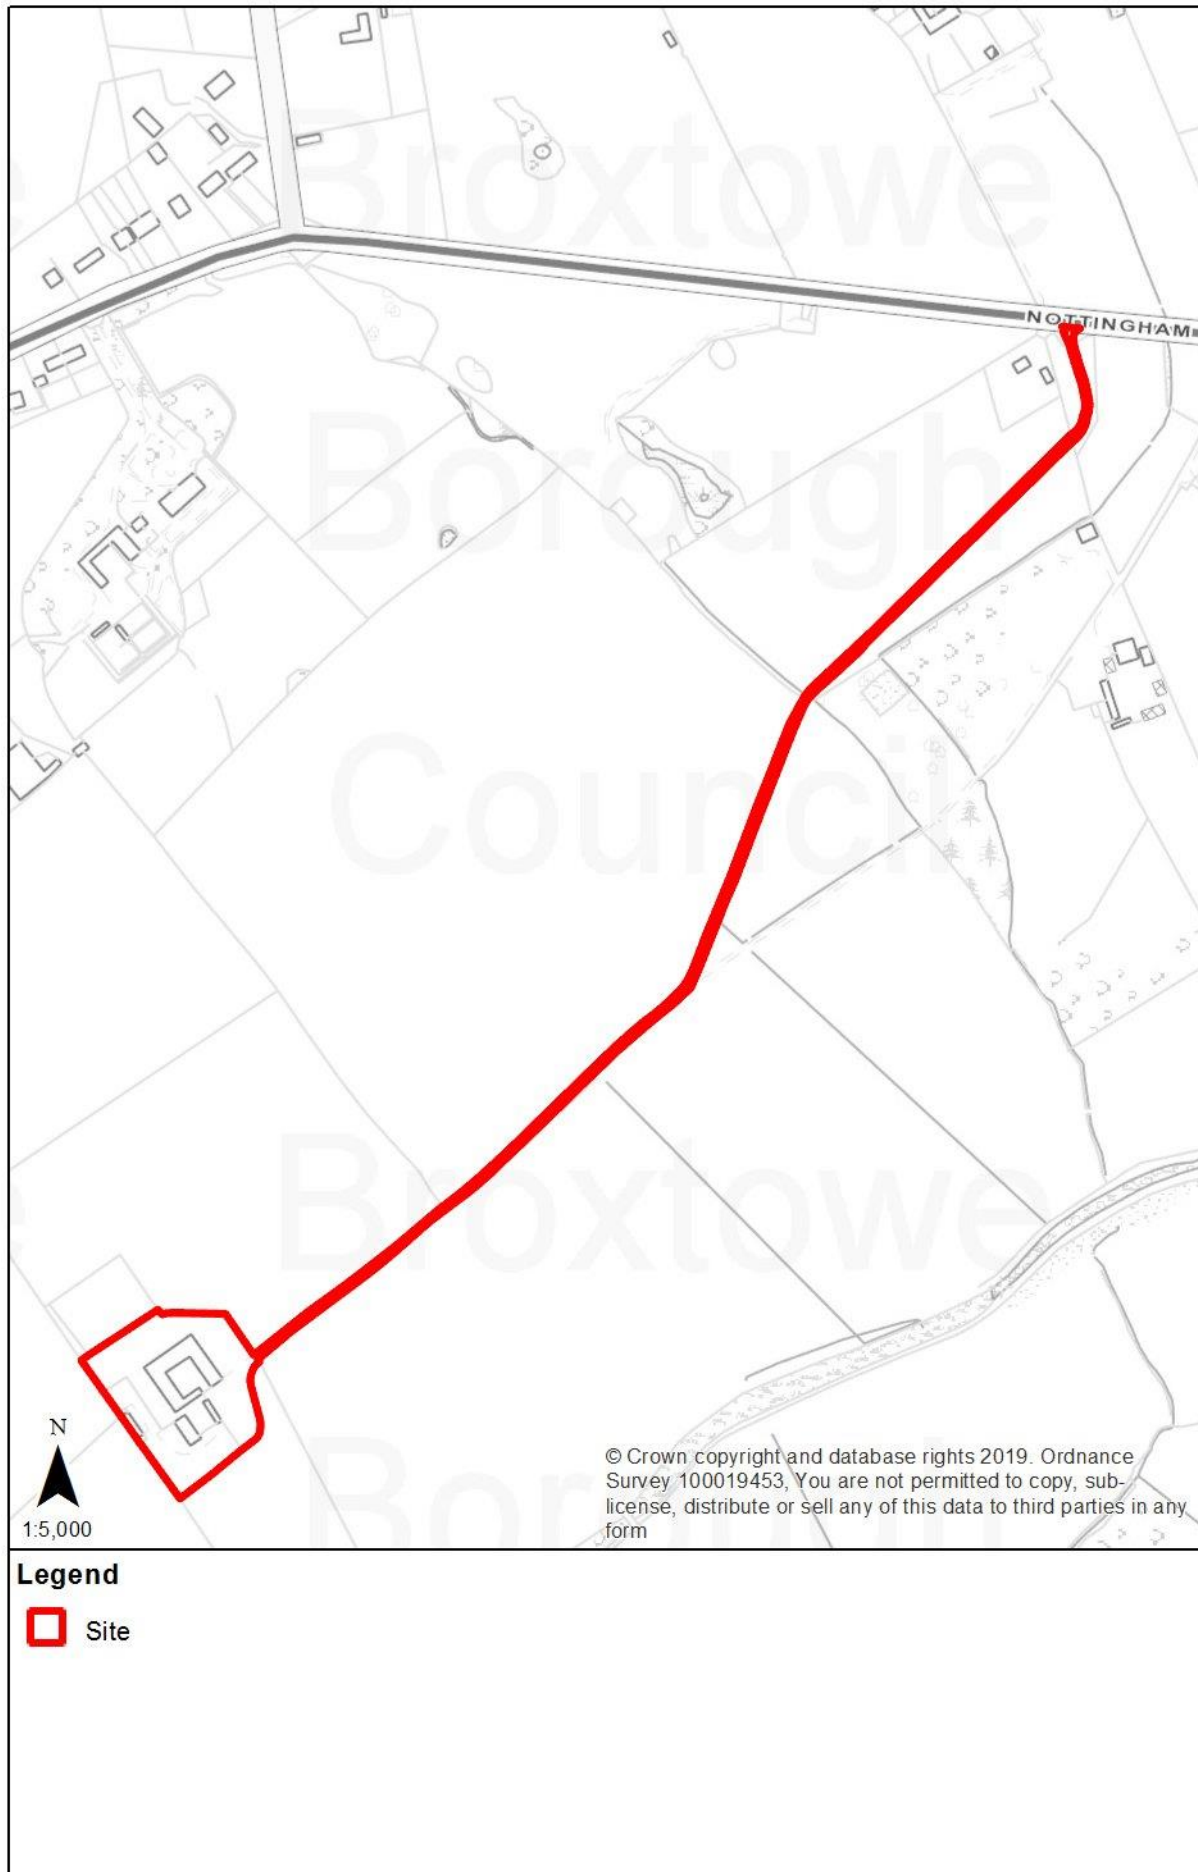 Broxtowe
NOTTINGHAM
Borough
Council
Broxtowe
Borough
N
1:5,000
© Crown copyright and database rights 2019. Ordnance
Survey 100019453, You are not permitted to copy, sub-
license, distribute or sell any of this data to third parties in any
form
Legend
Site